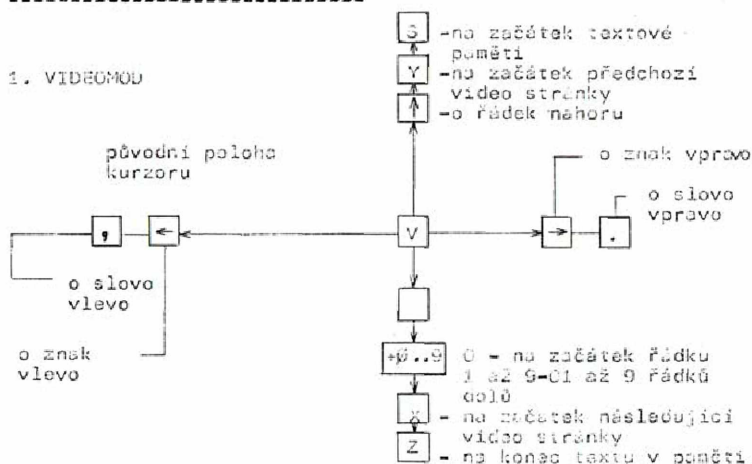 S -na začátek textové
paměti
1. VIDEOMOD
Y -na začátek předchozí
video stránky
↑ -o řádek nahoru
původní poloha
kurzoru
o znak vpravo
o slovo
vpravo
, ← V → .
o slovo
vlevo
o znak
vlevo
+0..9 0 - na začátek řádku
1 až 9-O1 až 9 řádků
dolů
X - na začátek následující
video stránky
Z - na konec textu v paměti